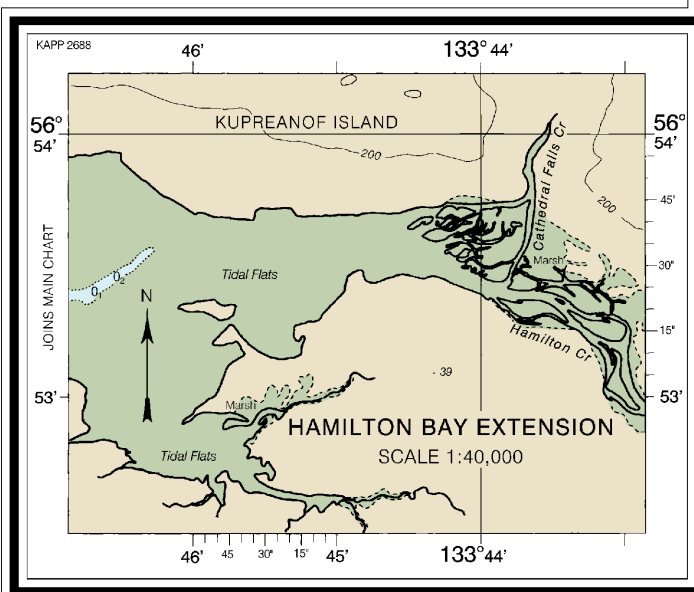 KAPP 2688
46'
133°44'
56°
54'
KUPREANOF ISLAND
200
56°
54'
Cathedral Falls Cr
200
45'
JOINS MAIN CHART
0₁ 0₂
Tidal Flats
Marsh
30"
N
15"
Hamilton Cr
39
53'
53'
Marsh
HAMILTON BAY EXTENSION
SCALE 1:40,000
Tidal Flats
46'
45
30"
15"
45'
133°44'